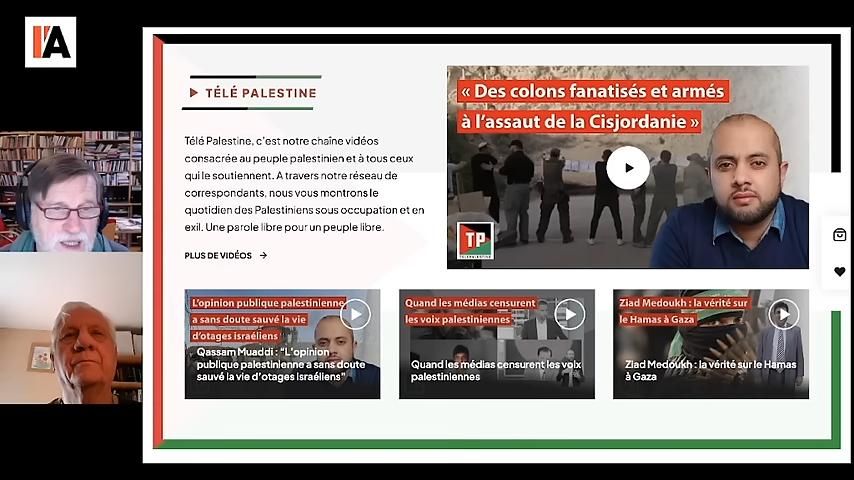 I'A
TÉLÉ PALESTINE
Télé Palestine, c'est notre chaîne vidéos
consacrée au peuple palestinien et à tous ceux
qui le soutiennent. A travers notre réseau de
correspondants, nous vous montrons le
quotidien des Palestiniens sous occupation et en
exil. Une parole libre pour un peuple libre.
PLUS DE VIDÉOS →
« Des colons fanatisés et armés
à l'assaut de la Cisjordanie »
TP
TÉLÉPALESTINE
L'opinion publique palestinienne
a sans doute sauvé la vie
d'otages israéliens
Qassam Muaddi : "L'opinion
publique palestinienne a sans doute
sauvé la vie d'otages israéliens"
Quand les médias censurent
les voix palestiniennes
Quand les médias censurent les voix
palestiniennes
Ziad Medoukh : la vérité sur
le Hamas à Gaza
Ziad Medoukh : la vérité sur le Hamas
à Gaza